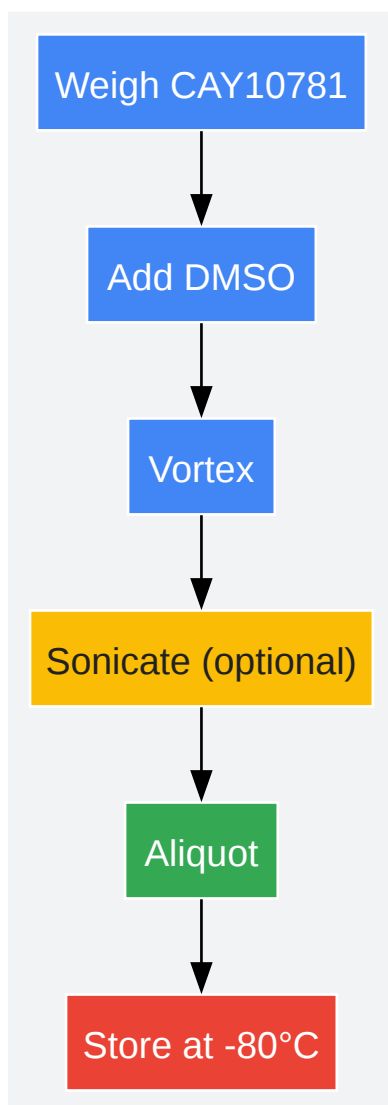 Weigh CAY10781
Add DMSO
Vortex
Sonicate (optional)
Aliquot
Store at -80°C